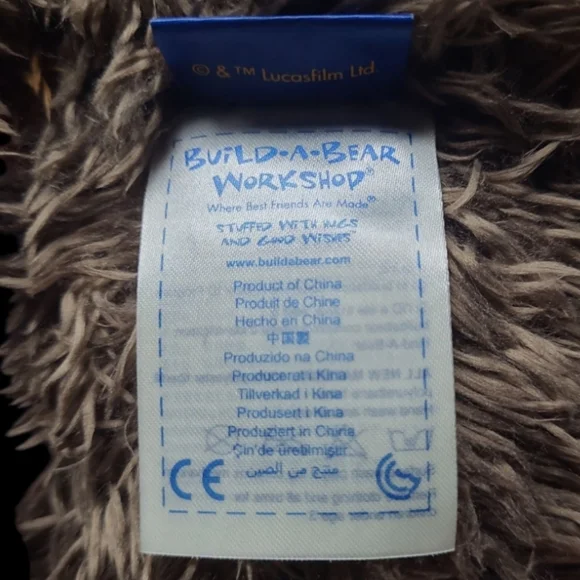 © & ™ Lucasfilm Ltd.
BUILD-A-BEAR
WORKSHOP®
Where Best Friends Are Made®
STUFFED WITH HUGS
AND GOOD WISHES™
www.buildabear.com
Product of China
Produit de Chine
Hecho en China
中国製
Produzido na China
Produceret i Kina
Tillverkad i Kina
Produsert i Kina
Produziert in China
Çin'de üretilmiştir
منتج من الصين
CE